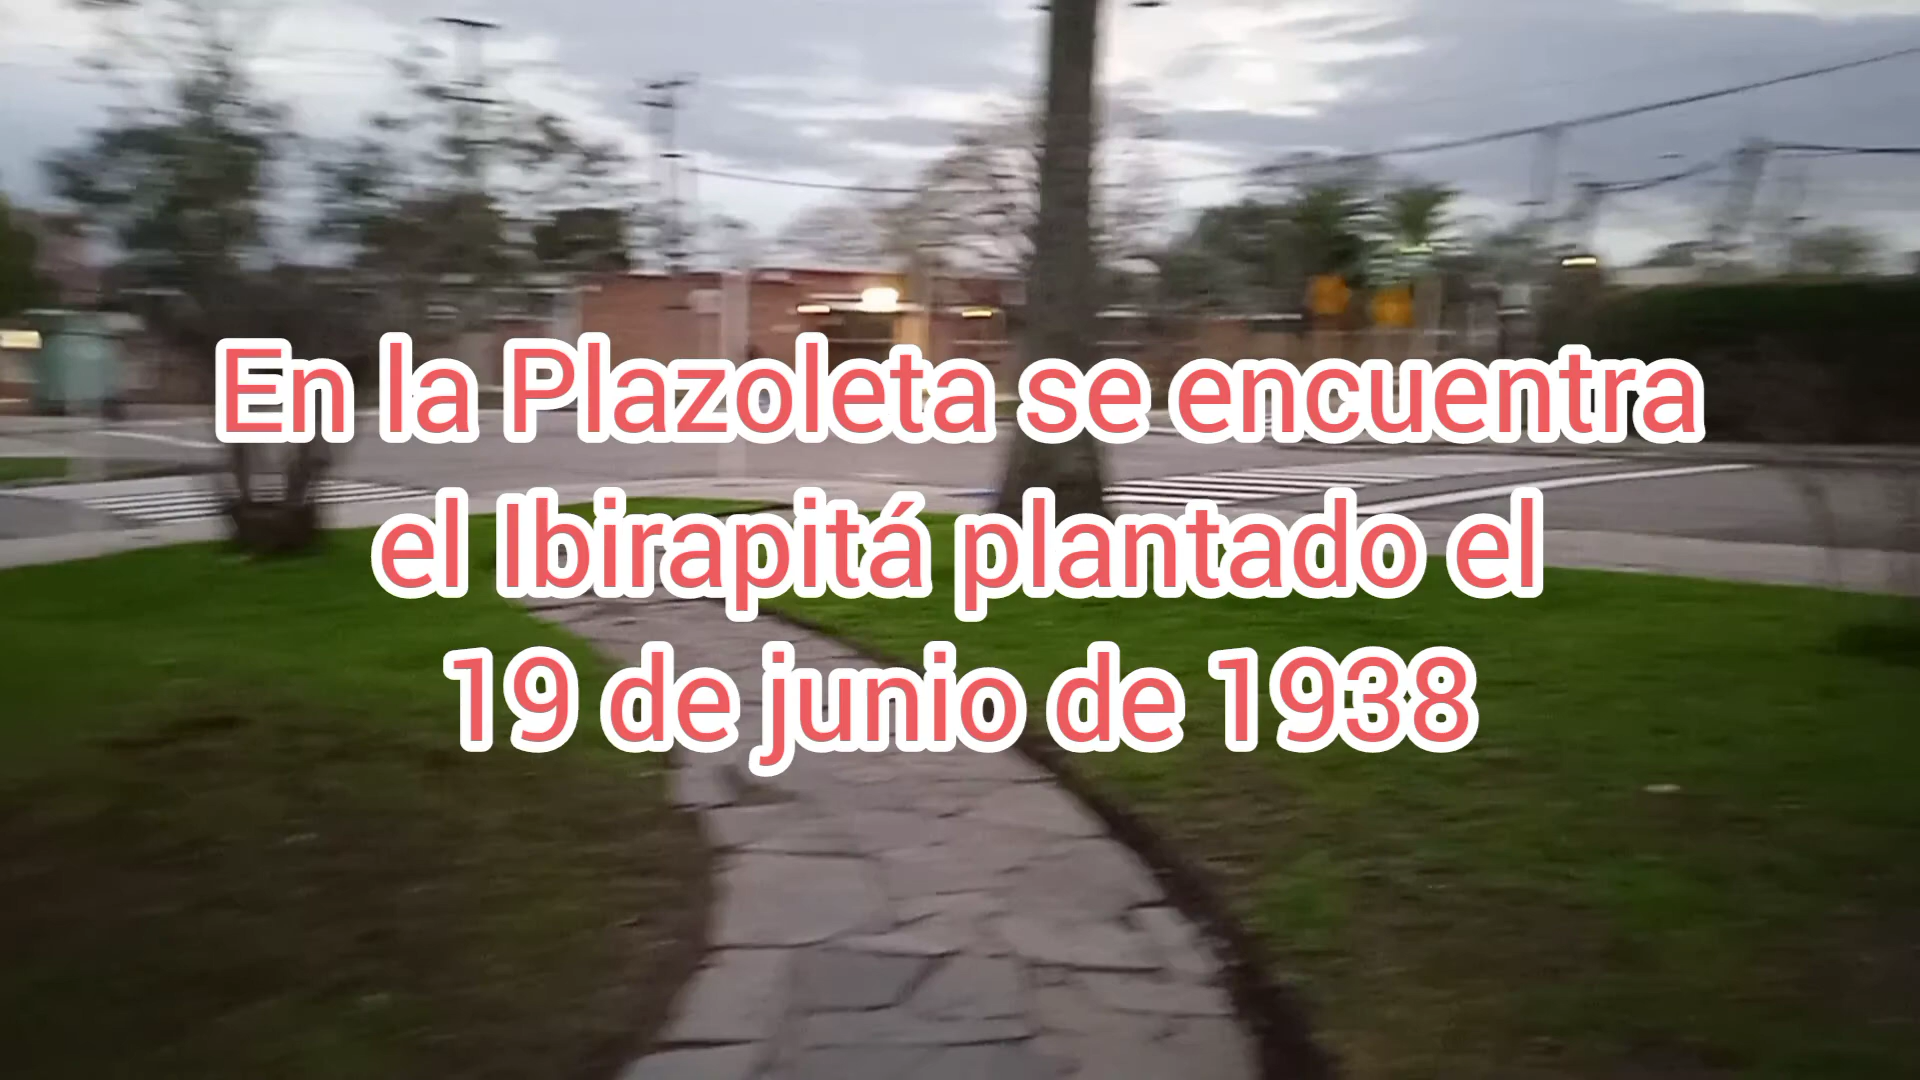 En la Plazoleta se encuentra
el Ibirapitá plantado el
19 de junio de 1938